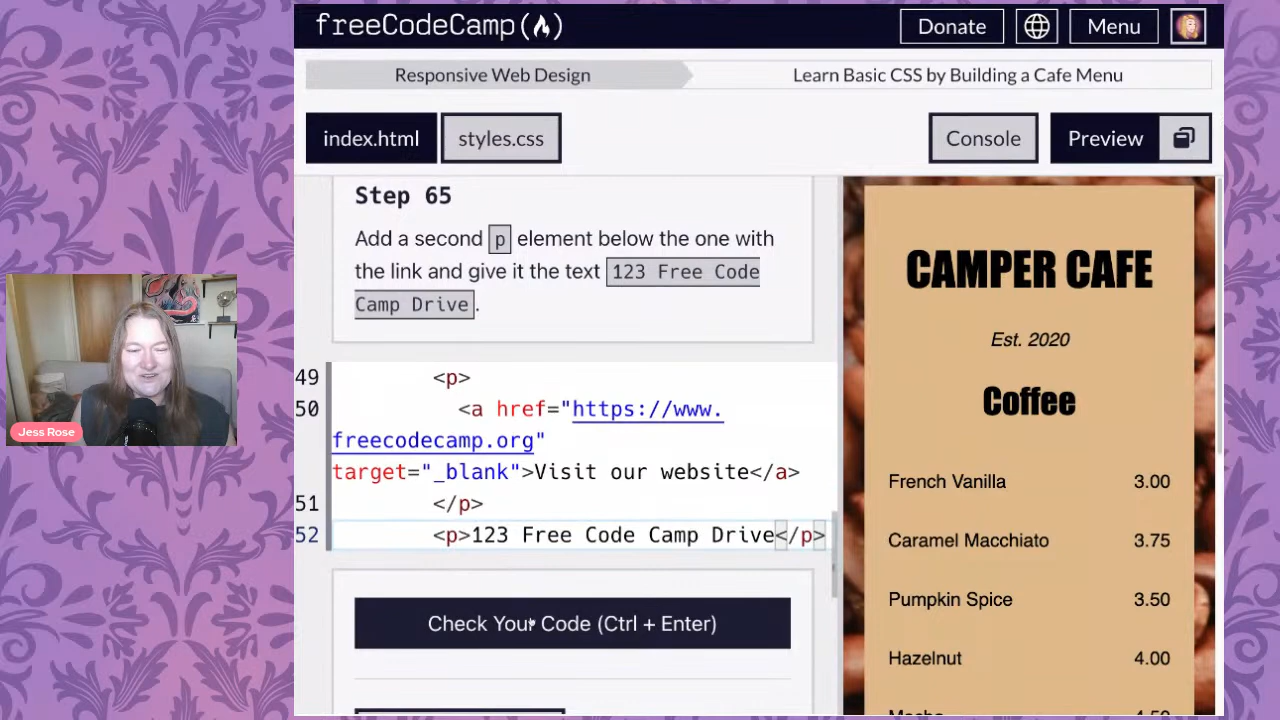 freeCodeCamp
Donate
Menu
Responsive Web Design
Learn Basic CSS by Building a Cafe Menu
index.html
styles.css
Console
Preview
Step 65
Add a second p element below the one with
the link and give it the text 123 Free Code
Camp Drive.
49 <p>
50 <a href="https://www.
freecodecamp.org"
target="_blank">Visit our website</a>
51 </p>
52 <p>123 Free Code Camp Drive</p>
Check Your Code (Ctrl + Enter)
CAMPER CAFE
Est. 2020
Coffee
French Vanilla 3.00
Caramel Macchiato 3.75
Pumpkin Spice 3.50
Hazelnut 4.00
Mocha 4.50
Jess Rose